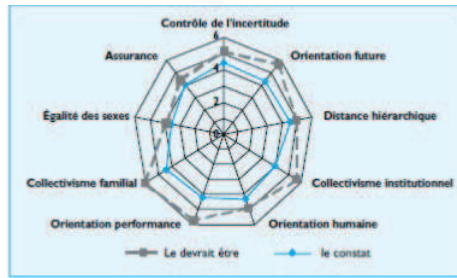 Contrôle de l'incertitude
6
Assurance
Orientation future
4
Égalité des sexes
2
Distance hiérarchique
0
Collectivisme familial
Collectivisme institutionnel
Orientation performance
Orientation humaine
Le devrait être
le constat